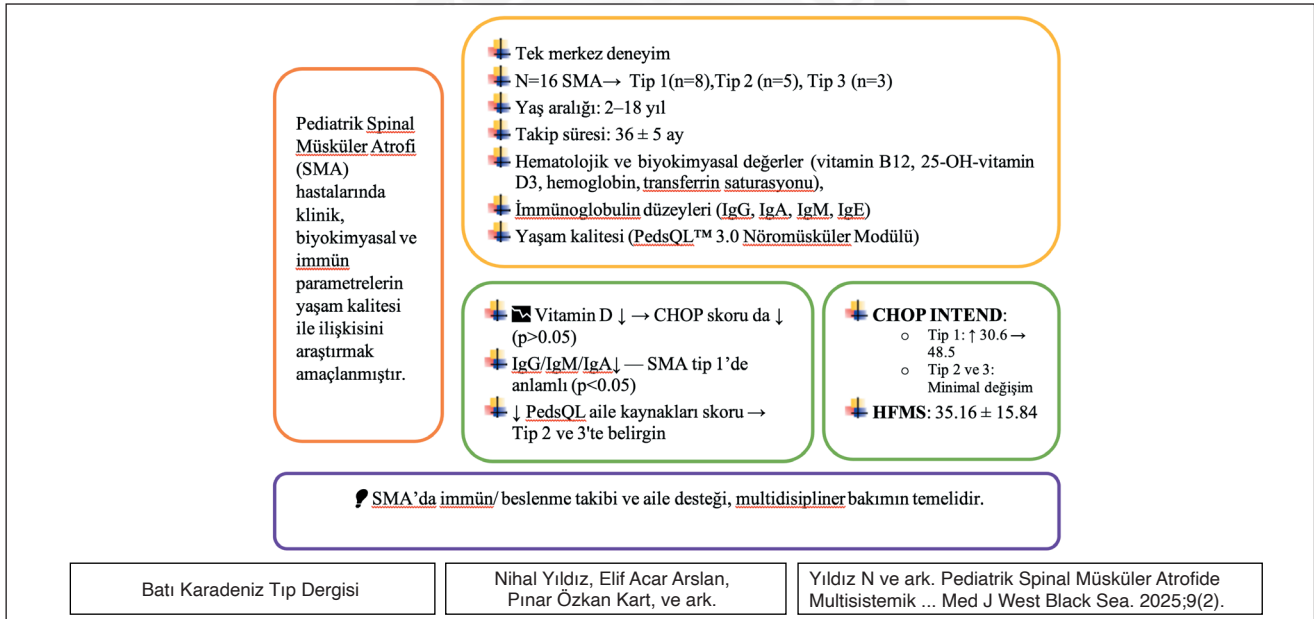 Pediatrik Spinal
Müsküler Atrofi
(SMA)
hastalarında
klinik,
biyokimyasal ve
immün
parametrelerin
yaşam kalitesi
ile ilişkisini
araştırmak
amaçlanmıştır.
Tek merkez deneyim
N=16 SMA→ Tip 1(n=8),Tip 2 (n=5), Tip 3 (n=3)
Yaş aralığı: 2–18 yıl
Takip süresi: 36 ± 5 ay
Hematolojik ve biyokimyasal değerler (vitamin B12, 25-OH-vitamin
D3, hemoglobin, transferrin saturasyonu),
İmmünoglobulin düzeyleri (IgG, IgA, IgM, IgE)
Yaşam kalitesi (PedsQL™ 3.0 Nöromüsküler Modülü)
Vitamin D ↓ → CHOP skoru da ↓
(p>0.05)
IgG/IgM/IgA↓ — SMA tip 1’de
anlamlı (p<0.05)
↓ PedsQL aile kaynakları skoru →
Tip 2 ve 3'te belirgin
CHOP INTEND:
o Tip 1: ↑ 30.6 →
48.5
o Tip 2 ve 3:
Minimal değişim
HFMS: 35.16 ± 15.84
SMA’da immün/ beslenme takibi ve aile desteği, multidisipliner bakımın temelidir.
Batı Karadeniz Tıp Dergisi
Nihal Yıldız, Elif Acar Arslan,
Pınar Özkan Kart, ve ark.
Yıldız N ve ark. Pediatrik Spinal Müsküler Atrofide
Multisistemik ... Med J West Black Sea. 2025;9(2).